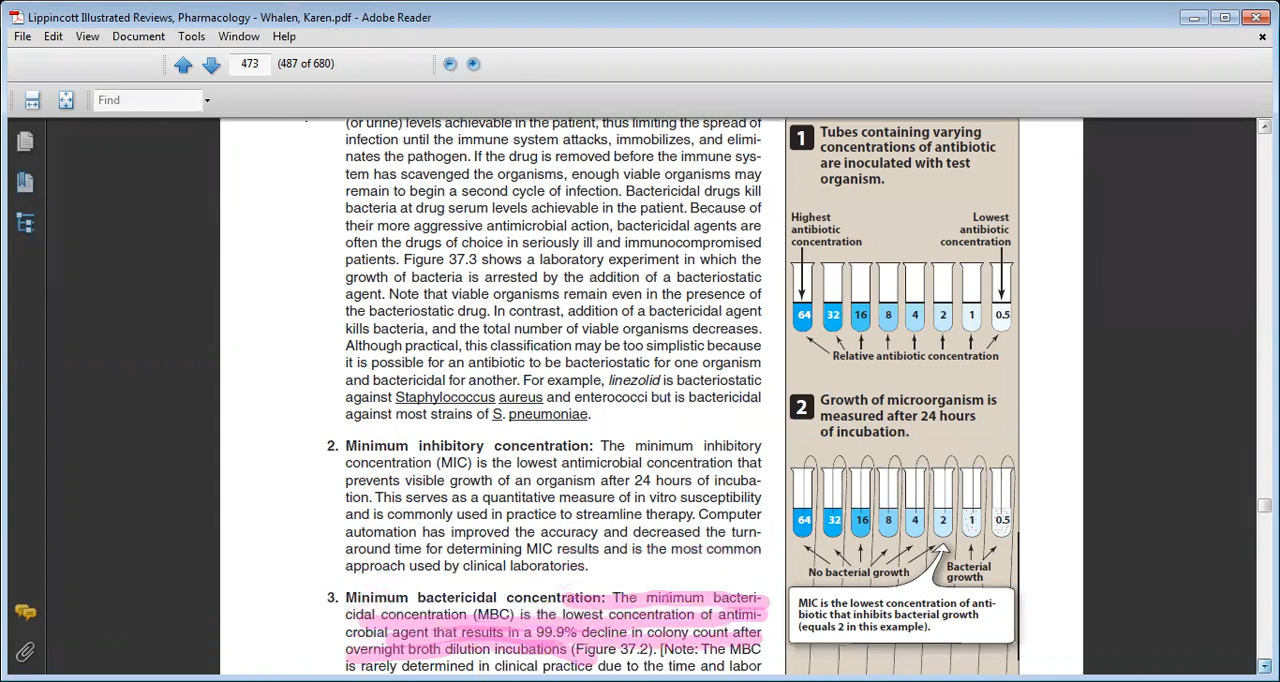 Lippincott Illustrated Reviews, Pharmacology - Whalen, Karen.pdf - Adobe Reader
File Edit View Document Tools Window Help
473 (487 of 680)
Find
(or urine) levels achievable in the patient, thus limiting the spread of
infection until the immune system attacks, immobilizes, and elimi-
nates the pathogen. If the drug is removed before the immune sys-
tem has scavenged the organisms, enough viable organisms may
remain to begin a second cycle of infection. Bactericidal drugs kill
bacteria at drug serum levels achievable in the patient. Because of
their more aggressive antimicrobial action, bactericidal agents are
often the drugs of choice in seriously ill and immunocompromised
patients. Figure 37.3 shows a laboratory experiment in which the
growth of bacteria is arrested by the addition of a bacteriostatic
agent. Note that viable organisms remain even in the presence of
the bacteriostatic drug. In contrast, addition of a bactericidal agent
kills bacteria, and the total number of viable organisms decreases.
Although practical, this classification may be too simplistic because
it is possible for an antibiotic to be bacteriostatic for one organism
and bactericidal for another. For example, linezolid is bacteriostatic
against Staphylococcus aureus and enterococci but is bactericidal
against most strains of S. pneumoniae.
2. Minimum inhibitory concentration: The minimum inhibitory
concentration (MIC) is the lowest antimicrobial concentration that
prevents visible growth of an organism after 24 hours of incuba-
tion. This serves as a quantitative measure of in vitro susceptibility
and is commonly used in practice to streamline therapy. Computer
automation has improved the accuracy and decreased the turn-
around time for determining MIC results and is the most common
approach used by clinical laboratories.
3. Minimum bactericidal concentration: The minimum bacteri-
cidal concentration (MBC) is the lowest concentration of antimi-
crobial agent that results in a 99.9% decline in colony count after
overnight broth dilution incubations (Figure 37.2). [Note: The MBC
is rarely determined in clinical practice due to the time and labor
1 Tubes containing varying
concentrations of antibiotic
are inoculated with test
organism.
Highest
antibiotic
concentration
Lowest
antibiotic
concentration
64 32 16 8 4 2 1 0.5
Relative antibiotic concentration
2 Growth of microorganism is
measured after 24 hours
of incubation.
64 32 16 8 4 2 1 0.5
No bacterial growth
Bacterial
growth
MIC is the lowest concentration of anti-
biotic that inhibits bacterial growth
(equals 2 in this example).